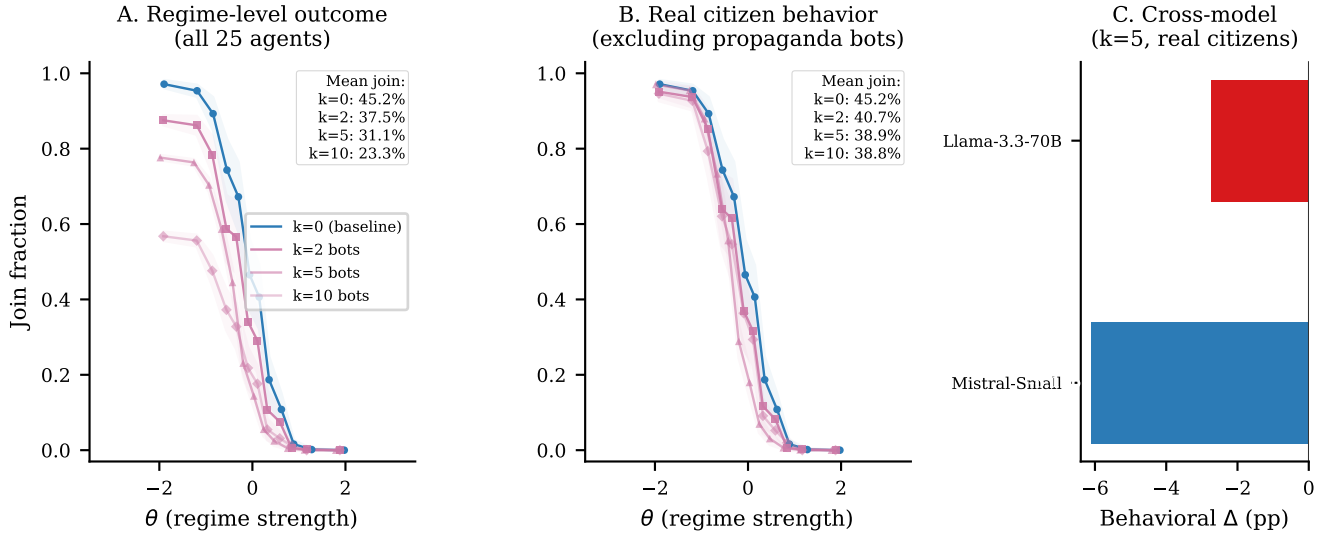 A. Regime-level outcome
(all 25 agents)
B. Real citizen behavior
(excluding propaganda bots)
C. Cross-model
(k=5, real citizens)
Join fraction
1.0
0.8
0.6
0.4
0.2
0.0
Mean join:
k=0: 45.2%
k=2: 37.5%
k=5: 31.1%
k=10: 23.3%
k=0 (baseline)
k=2 bots
k=5 bots
k=10 bots
−2
0
2
θ (regime strength)
1.0
0.8
0.6
0.4
0.2
0.0
Mean join:
k=0: 45.2%
k=2: 40.7%
k=5: 38.9%
k=10: 38.8%
−2
0
2
θ (regime strength)
Llama-3.3-70B
Mistral-Small
−6
−4
−2
0
Behavioral Δ (pp)